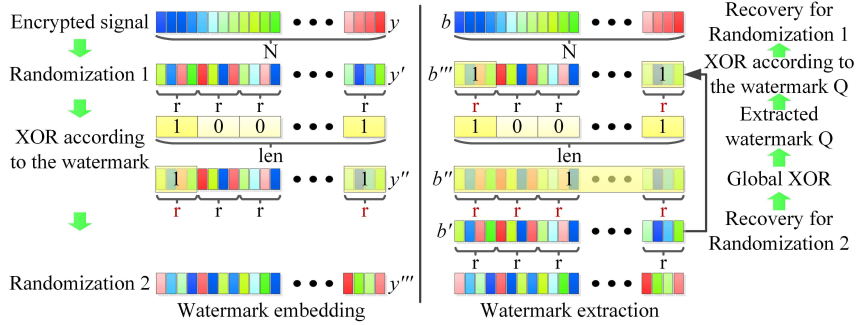 Encrypted signal
y
N
Randomization 1
y'
r r r r
1 0 0 1
XOR according
to the watermark
len
1 1
y''
r r r r
Randomization 2
y'''
Watermark embedding
b
N
b'''
1 1
r r r r
1 0 0 1
len
b''
1
r r r r
b'
r r r r
Watermark extraction
Recovery for
Randomization 1
XOR according to
the watermark Q
Extracted
watermark Q
Global XOR
Recovery for
Randomization 2